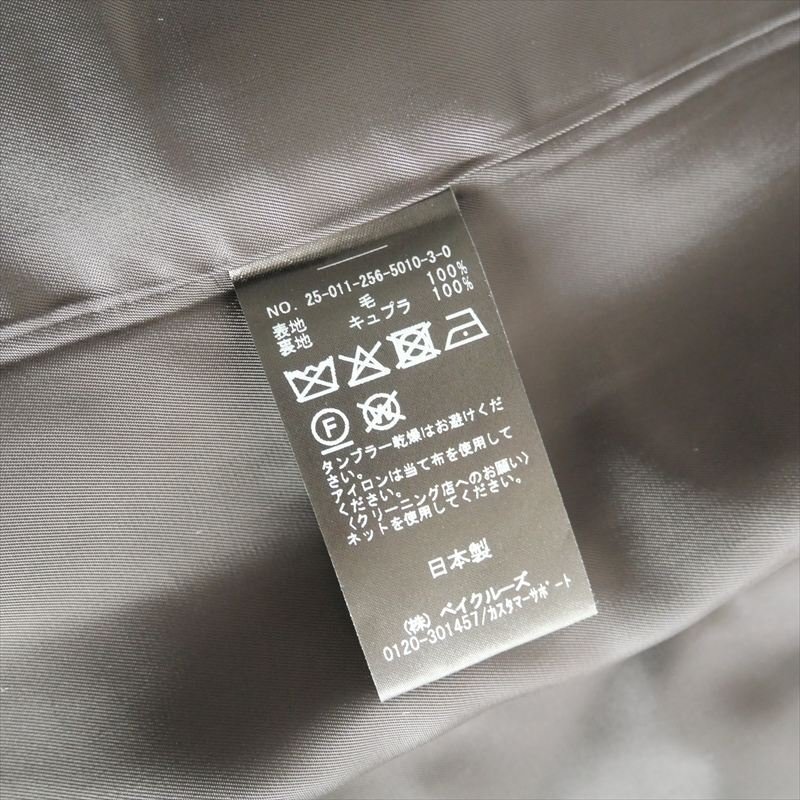 NO. 25-011-256-5010-3-0
表地 毛 100%
裏地 キュプラ 100%
F W
タンブラー乾燥はお避けくだ
さい。
アイロンは当て布を使用して
ください。
〈クリーニング店へのお願い〉
ネットを使用してください。
日本製
(株) ベイクルーズ
0120-301457/カスタマーサポート